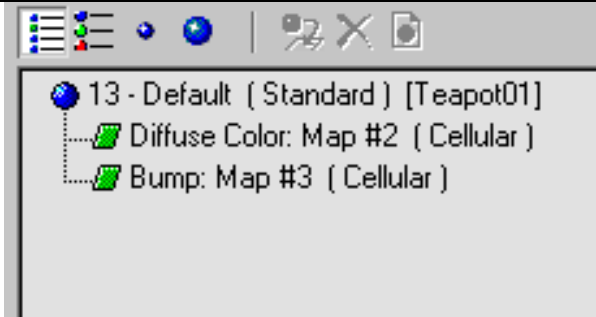 13 - Default ( Standard ) [Teapot01]
Diffuse Color: Map #2 ( Cellular )
Bump: Map #3 ( Cellular )